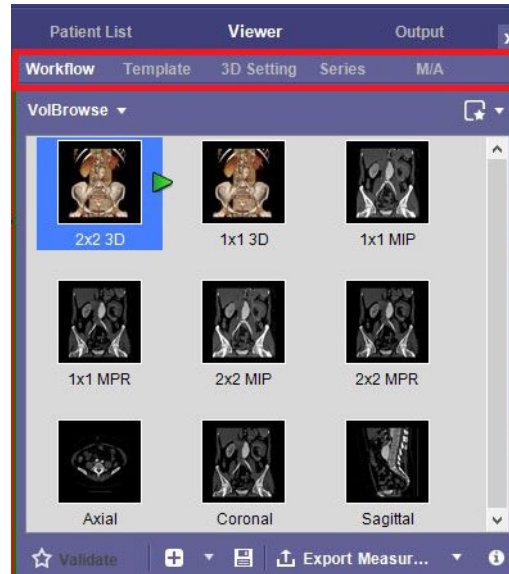 Patient List Viewer Output
Workflow Template 3D Setting Series M/A
VolBrowse
2x2 3D 1x1 3D 1x1 MIP
1x1 MPR 2x2 MIP 2x2 MPR
Axial Coronal Sagittal
Validate Export Measur...